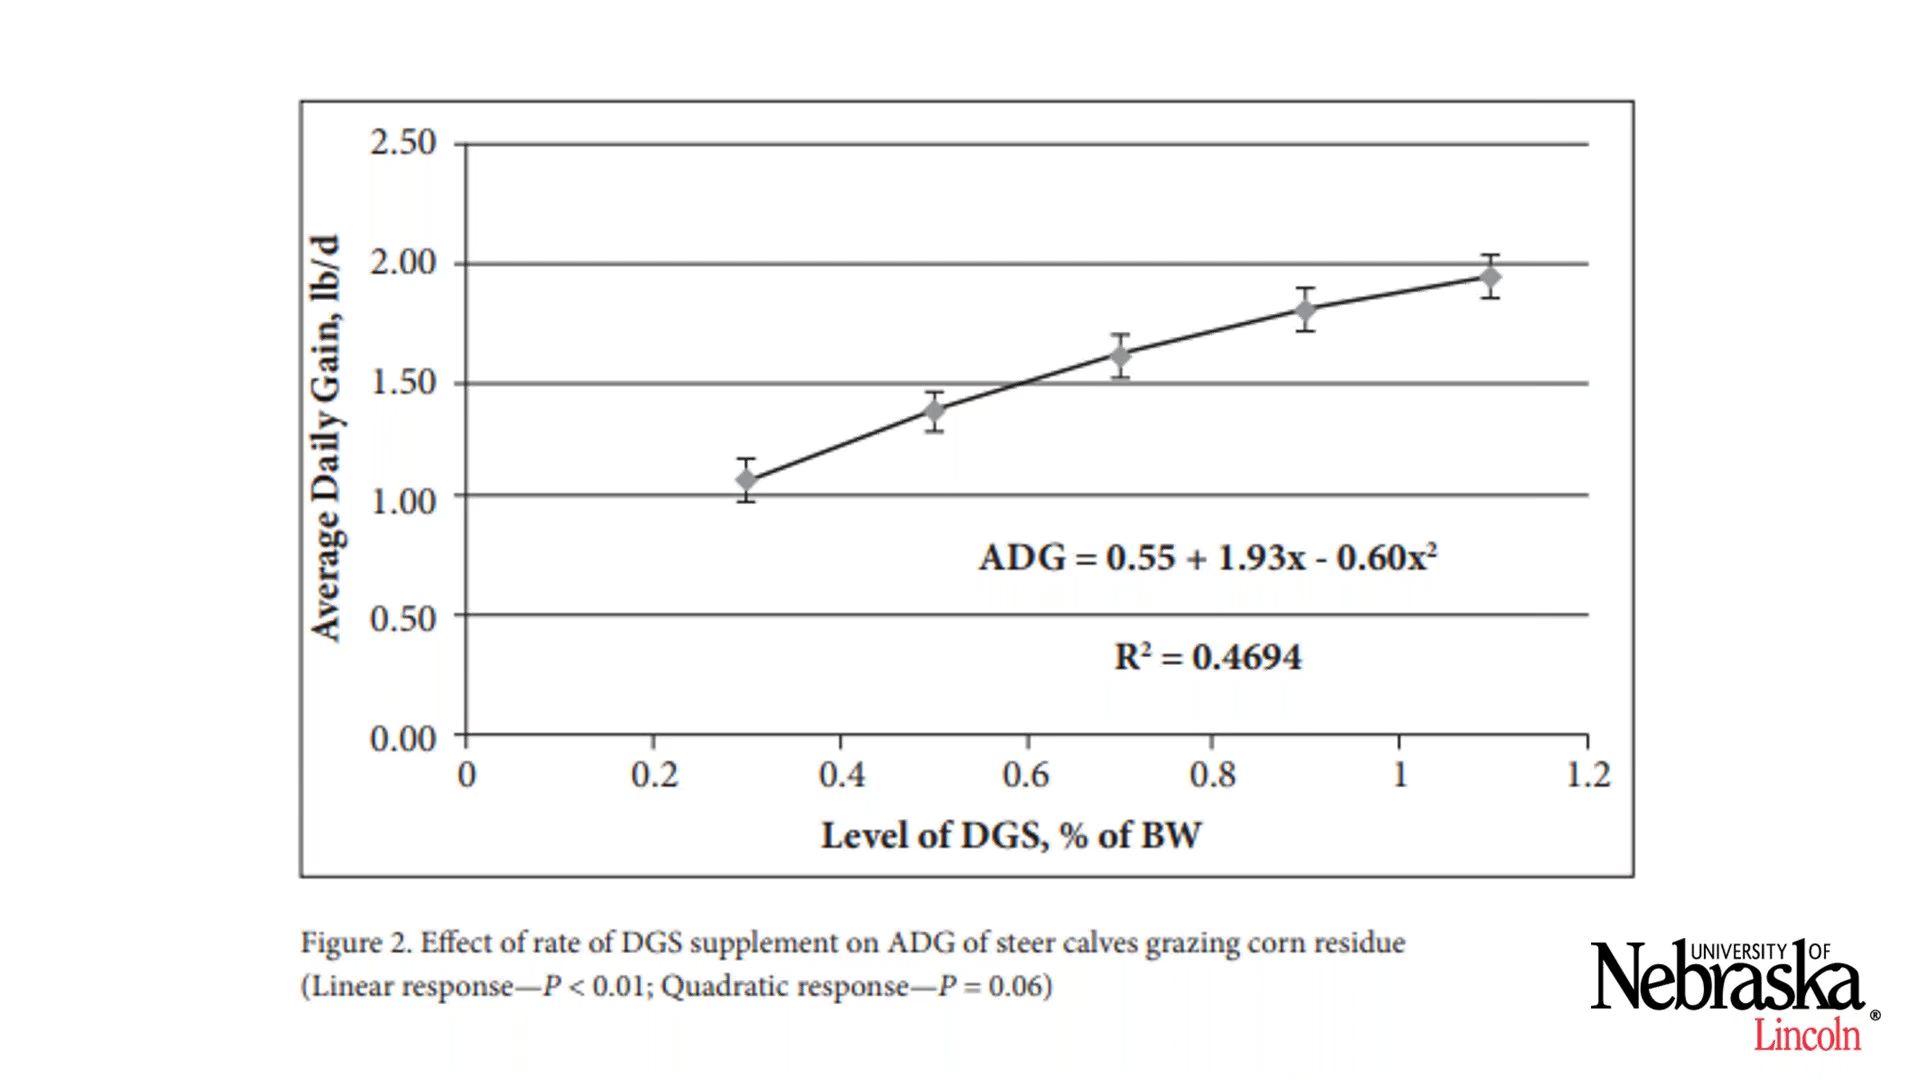 2.50
2.00
1.50
1.00
0.50
0.00
Average Daily Gain, lb/d
ADG = 0.55 + 1.93x - 0.60x²
R² = 0.4694
0 0.2 0.4 0.6 0.8 1 1.2
Level of DGS, % of BW
Figure 2. Effect of rate of DGS supplement on ADG of steer calves grazing corn residue
(Linear response—P < 0.01; Quadratic response—P = 0.06)
UNIVERSITY OF
Nebraska
Lincoln®